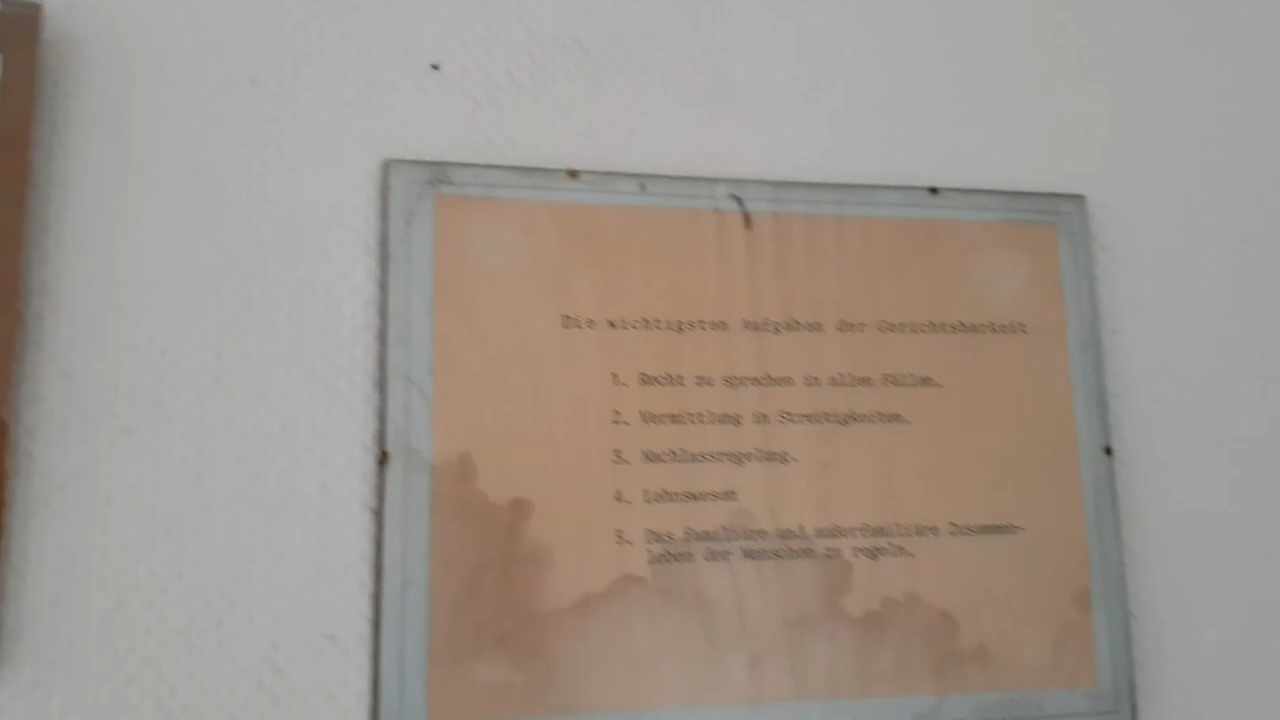 Die wichtigsten Aufgaben der Gerichtsbarkeit
1. Recht zu sprechen in allen Fällen.
2. Vermittlung in Streitigkeiten.
3. Nachlassregelung.
4. Lehnswesen
5. Das familiäre und außerfamiliäre Zusammen-
leben der Menschen zu regeln.